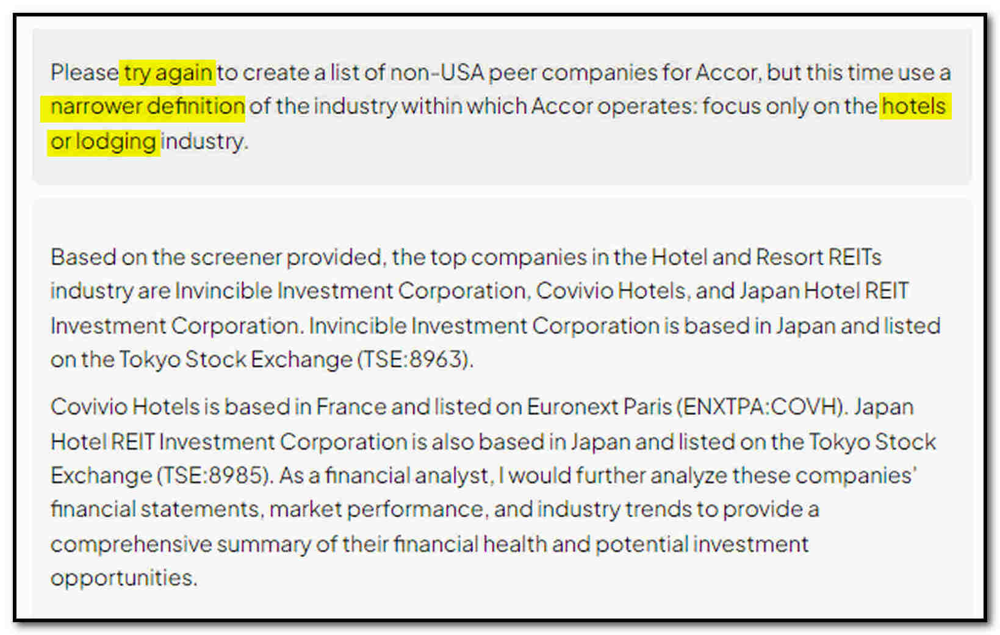 Please try again to create a list of non-USA peer companies for Accor, but this time use a
narrower definition of the industry within which Accor operates: focus only on the hotels
or lodging industry.
Based on the screener provided, the top companies in the Hotel and Resort REITs
industry are Invincible Investment Corporation, Covivio Hotels, and Japan Hotel REIT
Investment Corporation. Invincible Investment Corporation is based in Japan and listed
on the Tokyo Stock Exchange (TSE:8963).
Covivio Hotels is based in France and listed on Euronext Paris (ENXTPA:COVH). Japan
Hotel REIT Investment Corporation is also based in Japan and listed on the Tokyo Stock
Exchange (TSE:8985). As a financial analyst, I would further analyze these companies'
financial statements, market performance, and industry trends to provide a
comprehensive summary of their financial health and potential investment
opportunities.